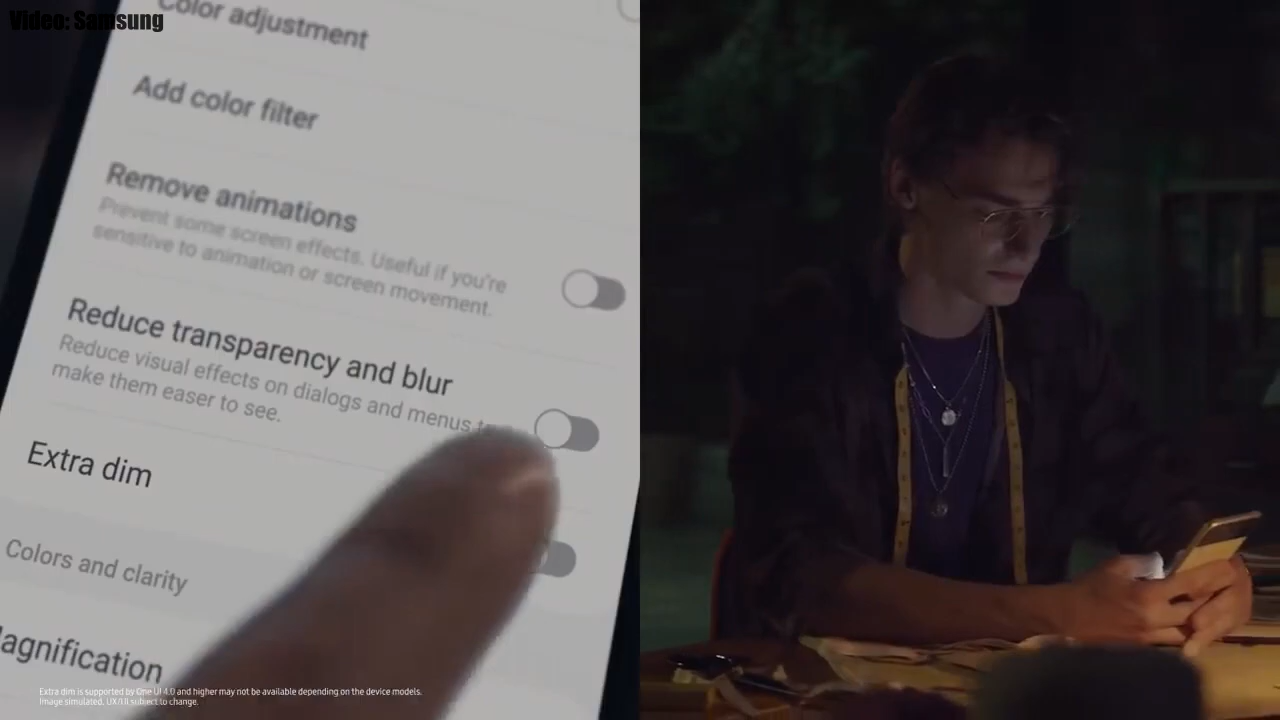 Video: Samsung
Color adjustment
Add color filter
Remove animations
Prevent some screen effects. Useful if you're
sensitive to animation or screen movement.
Reduce transparency and blur
Reduce visual effects on dialogs and menus
make them easier to see.
Extra dim
Colors and clarity
agnification
Extra dim is supported by One UI 4.0 and higher may not be available depending on the device models.
Image simulated. UX/UI subject to change.